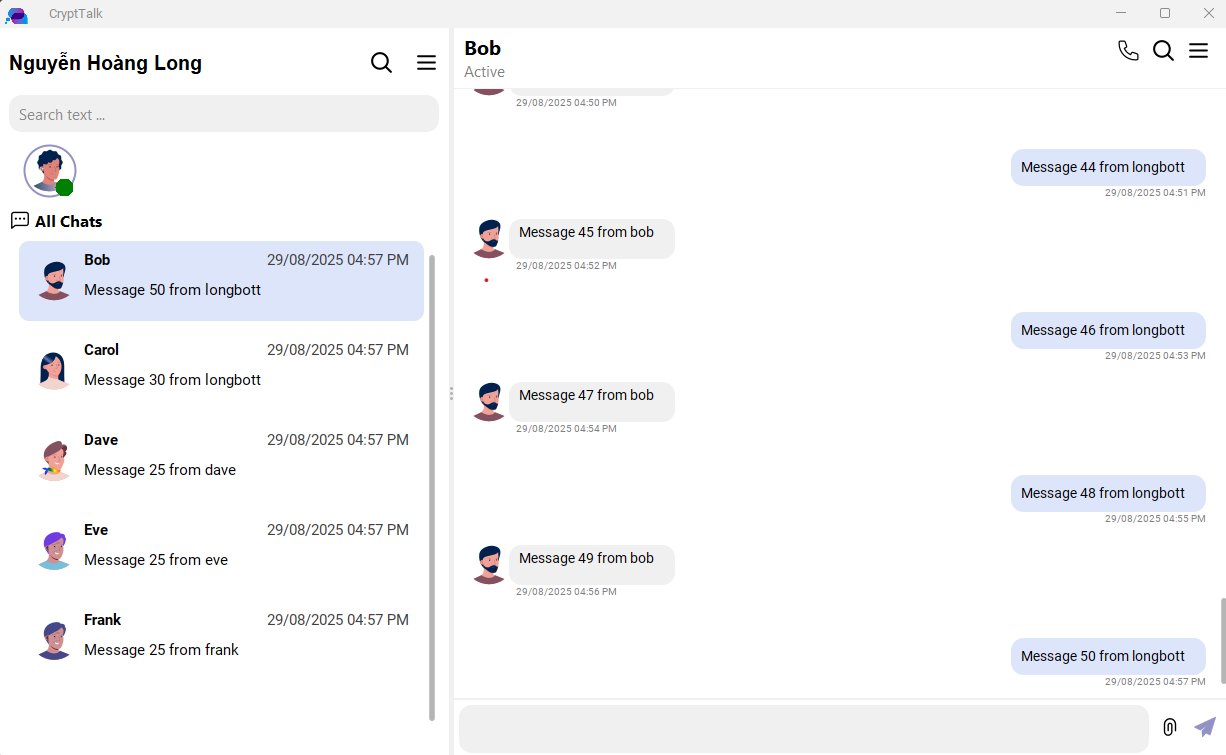 CryptTalk
Nguyễn Hoàng Long
Search text ...
All Chats
Bob 29/08/2025 04:57 PM
Message 50 from longbott
Carol 29/08/2025 04:57 PM
Message 30 from longbott
Dave 29/08/2025 04:57 PM
Message 25 from dave
Eve 29/08/2025 04:57 PM
Message 25 from eve
Frank 29/08/2025 04:57 PM
Message 25 from frank
Bob
Active
29/08/2025 04:50 PM
Message 44 from longbott
29/08/2025 04:51 PM
Message 45 from bob
29/08/2025 04:52 PM
Message 46 from longbott
29/08/2025 04:53 PM
Message 47 from bob
29/08/2025 04:54 PM
Message 48 from longbott
29/08/2025 04:55 PM
Message 49 from bob
29/08/2025 04:56 PM
Message 50 from longbott
29/08/2025 04:57 PM